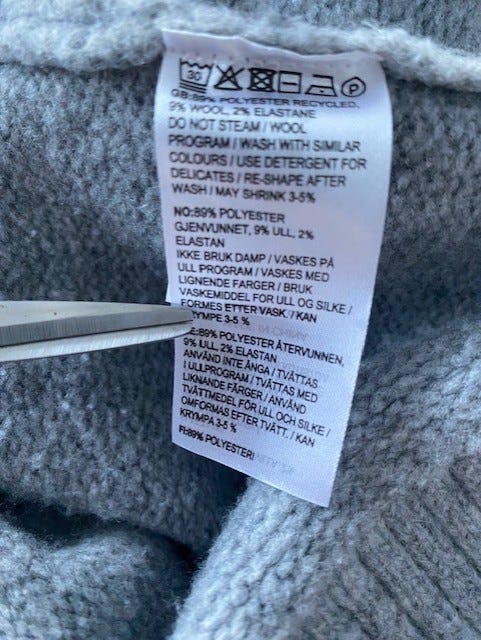 30
P
GB:89% POLYESTER RECYCLED,
9% WOOL, 2% ELASTANE
DO NOT STEAM / WOOL
PROGRAM / WASH WITH SIMILAR
COLOURS / USE DETERGENT FOR
DELICATES / RE-SHAPE AFTER
WASH / MAY SHRINK 3-5%
NO:89% POLYESTER
GJENVUNNET, 9% ULL, 2%
ELASTAN
IKKE BRUK DAMP / VASKES PÅ
ULL PROGRAM / VASKES MED
LIGNENDE FARGER / BRUK
VASKEMIDDEL FOR ULL OG SILKE /
FORMES ETTER VASK. / KAN
RYMPE 3-5 %
E:89% POLYESTER ÅTERVUNNEN,
9% ULL, 2% ELASTAN
ANVÄND INTE ÅNGA / TVÄTTAS
I ULLPROGRAM / TVÄTTAS MED
LIKNANDE FÄRGER / ANVÄND
TVÄTTMEDEL FÖR ULL OCH SILKE /
OMFORMAS EFTER TVÄTT. / KAN
KRYMPA 3-5 %
FI:89% POLYESTERI